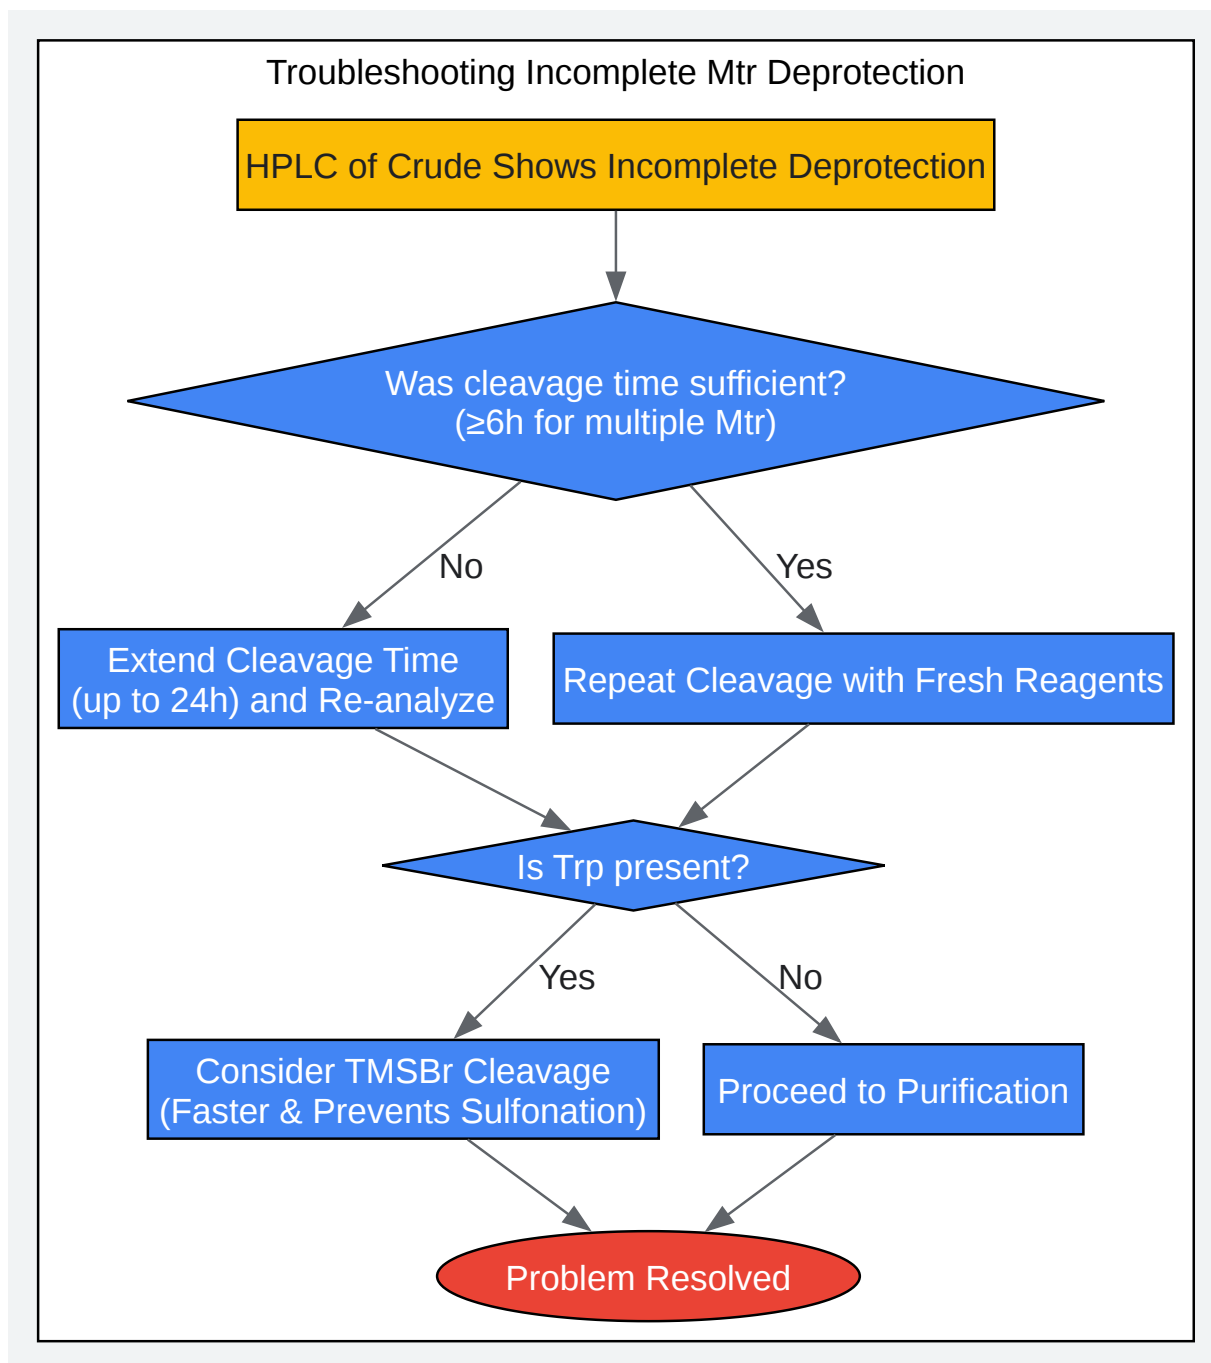 Troubleshooting Incomplete Mtr Deprotection
HPLC of Crude Shows Incomplete Deprotection
Was cleavage time sufficient?
(≥6h for multiple Mtr)
No
Yes
Extend Cleavage Time
(up to 24h) and Re-analyze
Repeat Cleavage with Fresh Reagents
Is Trp present?
Yes
No
Consider TMSBr Cleavage
(Faster & Prevents Sulfonation)
Proceed to Purification
Problem Resolved